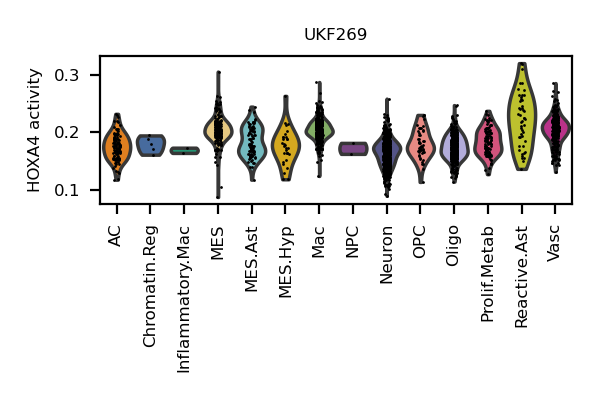 UKF269
HOXA4 activity
0.3
0.2
0.1
AC
Chromatin.Reg
Inflammatory.Mac
MES
MES.Ast
MES.Hyp
Mac
NPC
Neuron
OPC
Oligo
Prolif.Metab
Reactive.Ast
Vasc